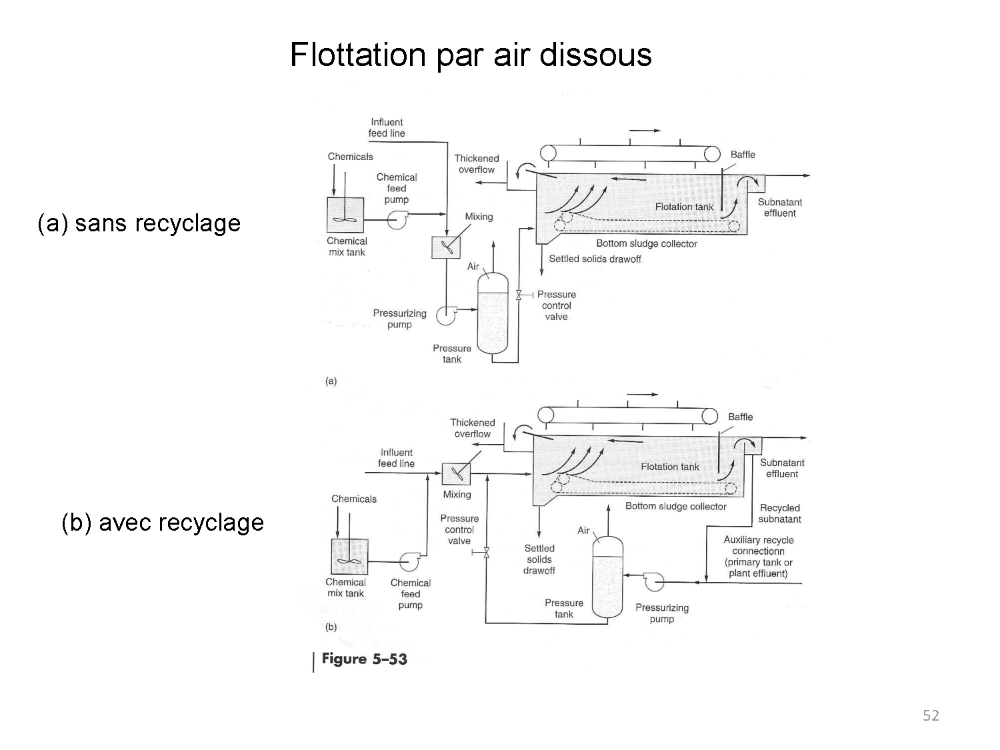 Flottation par air dissous
(a) sans recyclage
Influent
feed line
Chemicals
Chemical
feed
pump
Thickened
overflow
Baffle
Flotation tank
Subnatant
effluent
Mixing
Chemical
mix tank
Bottom sludge collector
Settled solids drawoff
Air
Pressure
control
valve
Pressurizing
pump
Pressure
tank
(a)
(b) avec recyclage
Thickened
overflow
Baffle
Influent
feed line
Flotation tank
Subnatant
effluent
Mixing
Chemicals
Bottom sludge collector
Recycled
subnatant
Pressure
control
valve
Air
Auxiliary recycle
connectionn
(primary tank or
plant effluent)
Settled
solids
drawoff
Chemical
mix tank
Chemical
feed
pump
Pressure
tank
Pressurizing
pump
(b)
Figure 5–53
52